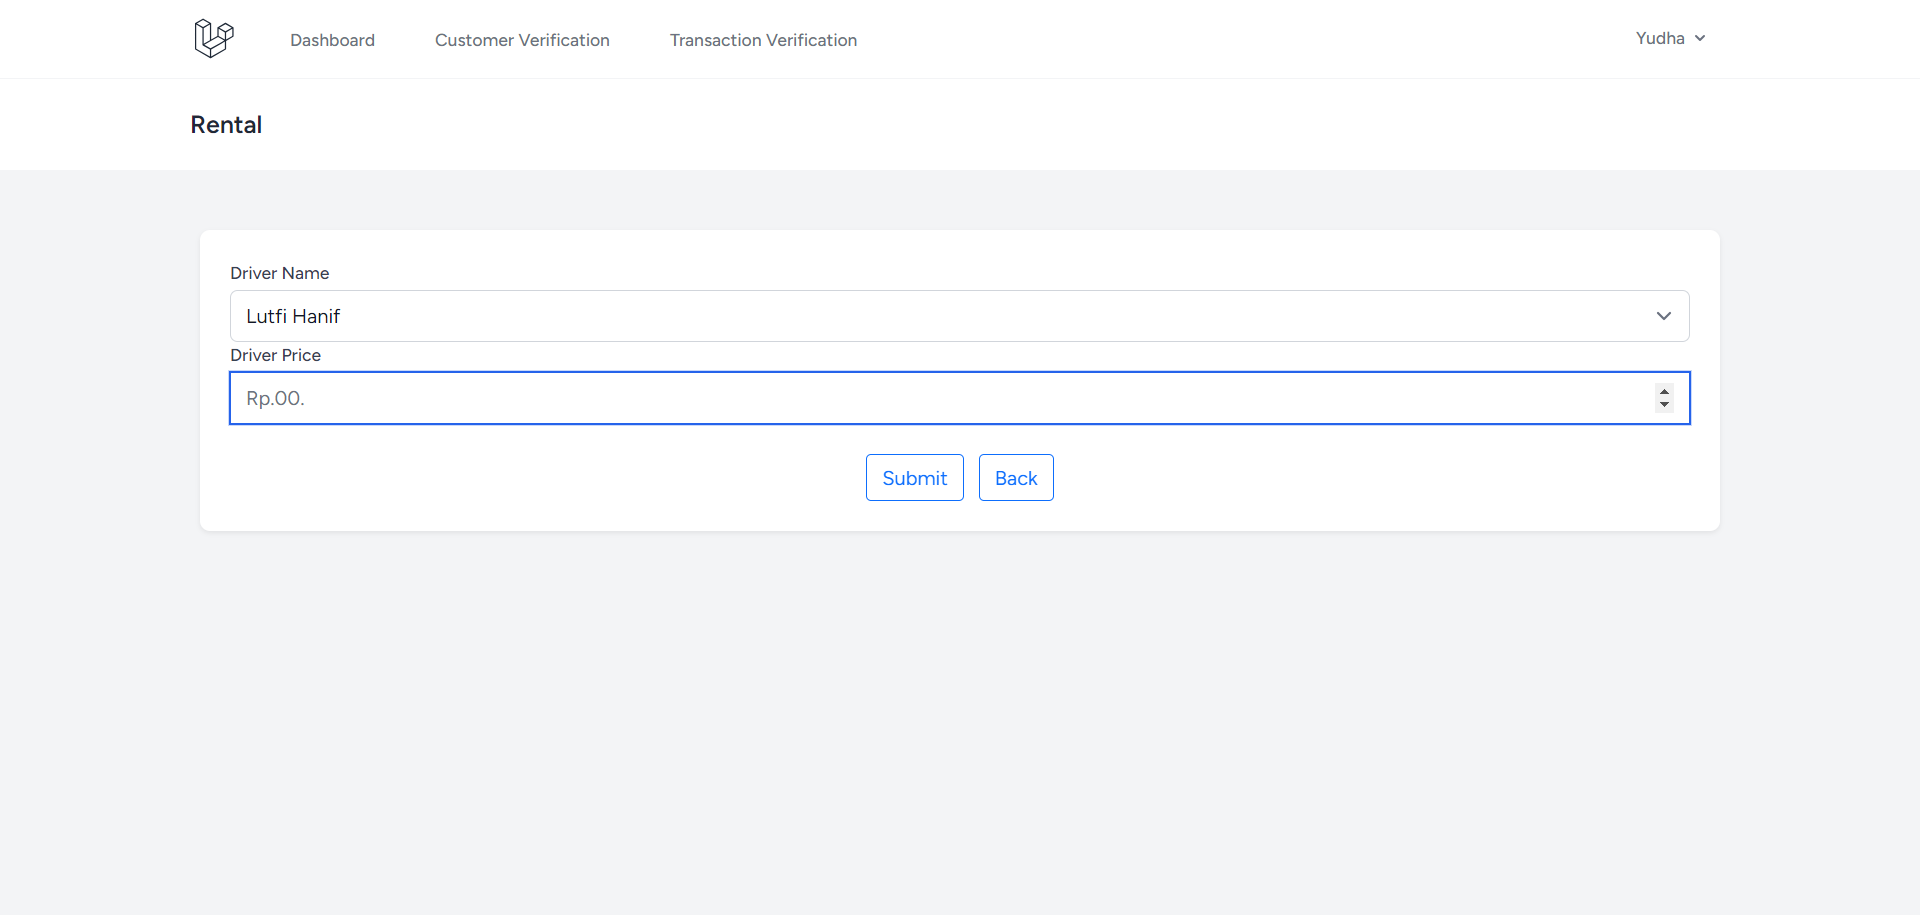 Dashboard Customer Verification Transaction Verification Yudha
Rental
Driver Name
Lutfi Hanif
Driver Price
Rp.00.
Submit Back